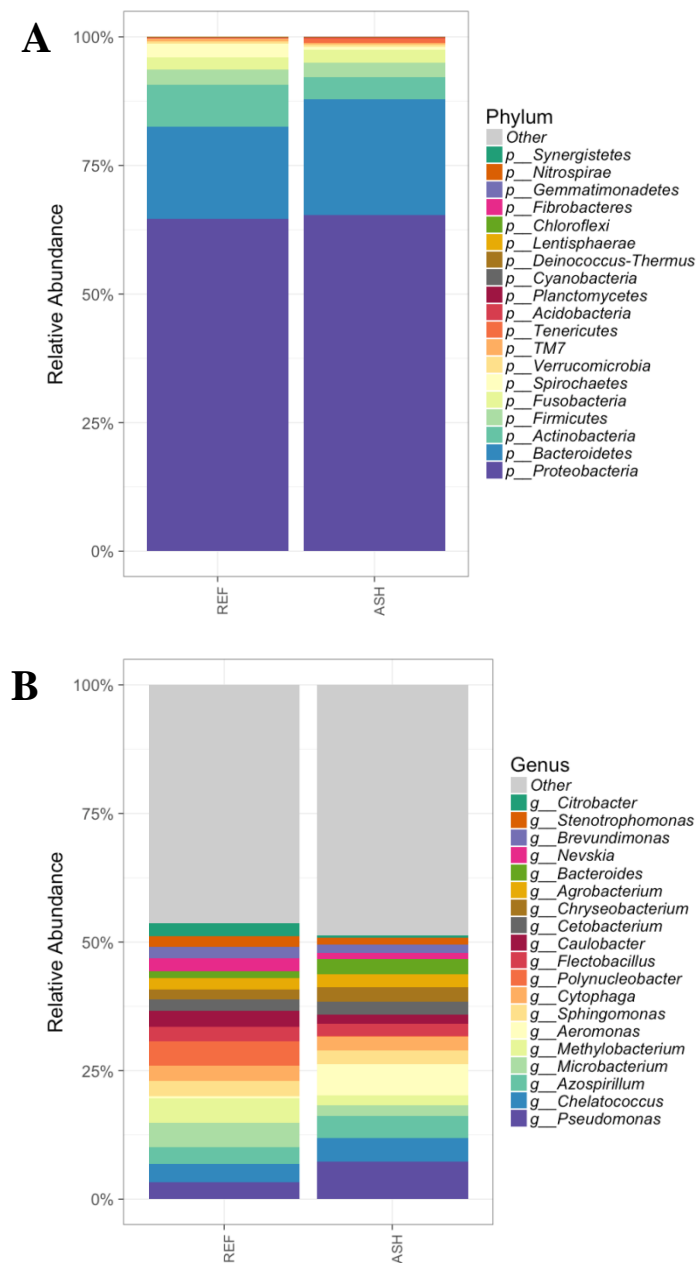 A
100%
75%
50%
25%
0%
Relative Abundance
REF
ASH
Phylum
Other
p__Synergistetes
p__Nitrospirae
p__Gemmatimonadetes
p__Fibrobacteres
p__Chloroflexi
p__Lentisphaerae
p__Deinococcus-Thermus
p__Cyanobacteria
p__Planctomycetes
p__Acidobacteria
p__Tenericutes
p__TM7
p__Verrucomicrobia
p__Spirochaetes
p__Fusobacteria
p__Firmicutes
p__Actinobacteria
p__Bacteroidetes
p__Proteobacteria
B
100%
75%
50%
25%
0%
Relative Abundance
REF
ASH
Genus
Other
g__Citrobacter
g__Stenotrophomonas
g__Brevundimonas
g__Nevskia
g__Bacteroides
g__Agrobacterium
g__Chryseobacterium
g__Cetobacterium
g__Caulobacter
g__Flectobacillus
g__Polynucleobacter
g__Cytophaga
g__Sphingomonas
g__Aeromonas
g__Methylobacterium
g__Microbacterium
g__Azospirillum
g__Chelatococcus
g__Pseudomonas